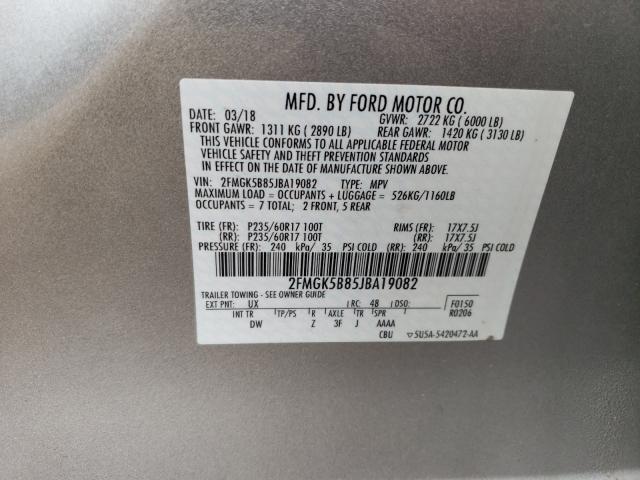 MFD. BY FORD MOTOR CO.
DATE: 03/18 GVWR: 2722 KG ( 6000 LB)
FRONT GAWR: 1311 KG ( 2890 LB) REAR GAWR: 1420 KG ( 3130 LB)
THIS VEHICLE CONFORMS TO ALL APPLICABLE FEDERAL MOTOR
VEHICLE SAFETY AND THEFT PREVENTION STANDARDS
IN EFFECT ON THE DATE OF MANUFACTURE SHOWN ABOVE.
VIN: 2FMGK5B85JBA19082 TYPE: MPV
MAXIMUM LOAD = OCCUPANTS + LUGGAGE = 526KG/1160LB
OCCUPANTS = 7 TOTAL; 2 FRONT, 5 REAR
TIRE (FR): P235/60R17 100T RIMS (FR): 17X7.5J
(RR): P235/60R17 100T (RR): 17X7.5J
PRESSURE (FR): 240 kPa/ 35 PSI COLD (RR): 240 kPa/ 35 PSI COLD
2FMGK5B85JBA19082
TRAILER TOWING - SEE OWNER GUIDE
EXT PNT: UX RC: 48 DSO: F0150
INT TR TP/PS R AXLE TR SPR R0206
DW Z 3F J AAAA
CBU ▽5U5A-5420472-AA